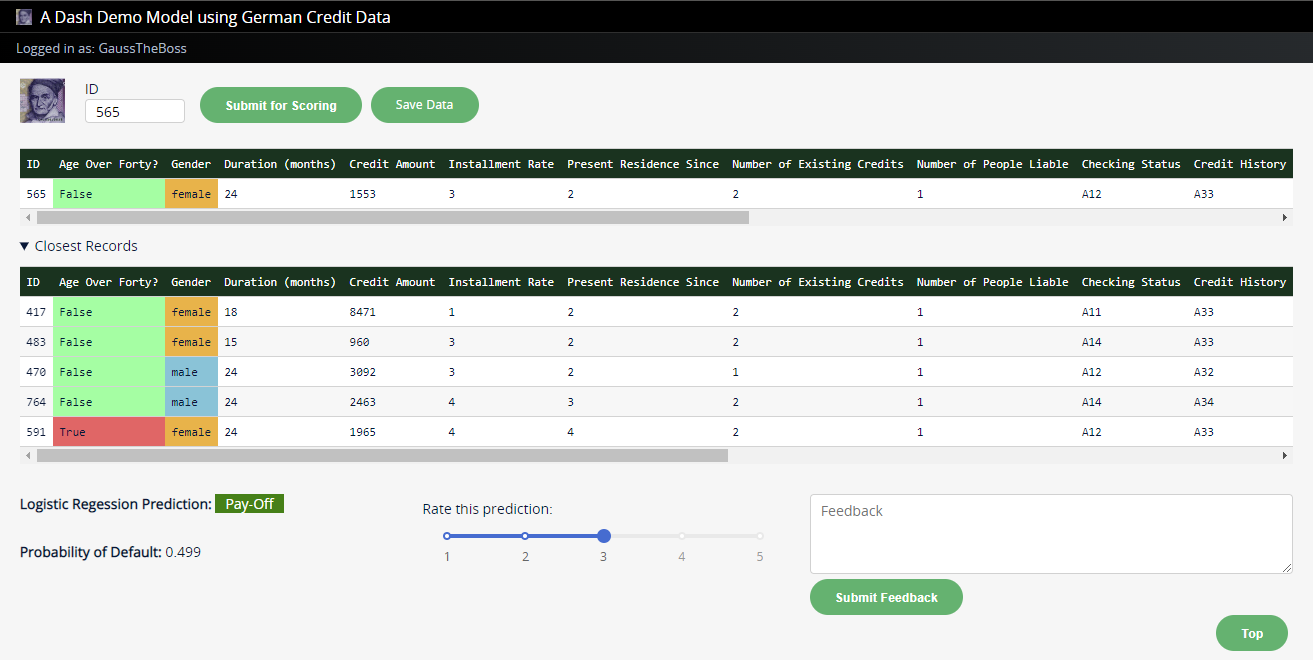 A Dash Demo Model using German Credit Data
Logged in as: GaussTheBoss
ID
565
Submit for Scoring
Save Data
ID Age Over Forty? Gender Duration (months) Credit Amount Installment Rate Present Residence Since Number of Existing Credits Number of People Liable Checking Status Credit History
565 False female 24 1553 3 2 2 1 A12 A33
▼ Closest Records
ID Age Over Forty? Gender Duration (months) Credit Amount Installment Rate Present Residence Since Number of Existing Credits Number of People Liable Checking Status Credit History
417 False female 18 8471 1 2 2 1 A11 A33
483 False female 15 960 3 2 2 1 A14 A33
470 False male 24 3092 3 2 1 1 A12 A32
764 False male 24 2463 4 3 2 1 A14 A34
591 True female 24 1965 4 4 2 1 A12 A33
Logistic Regression Prediction: Pay-Off
Probability of Default: 0.499
Rate this prediction:
1 2 3 4 5
Feedback
Submit Feedback
Top